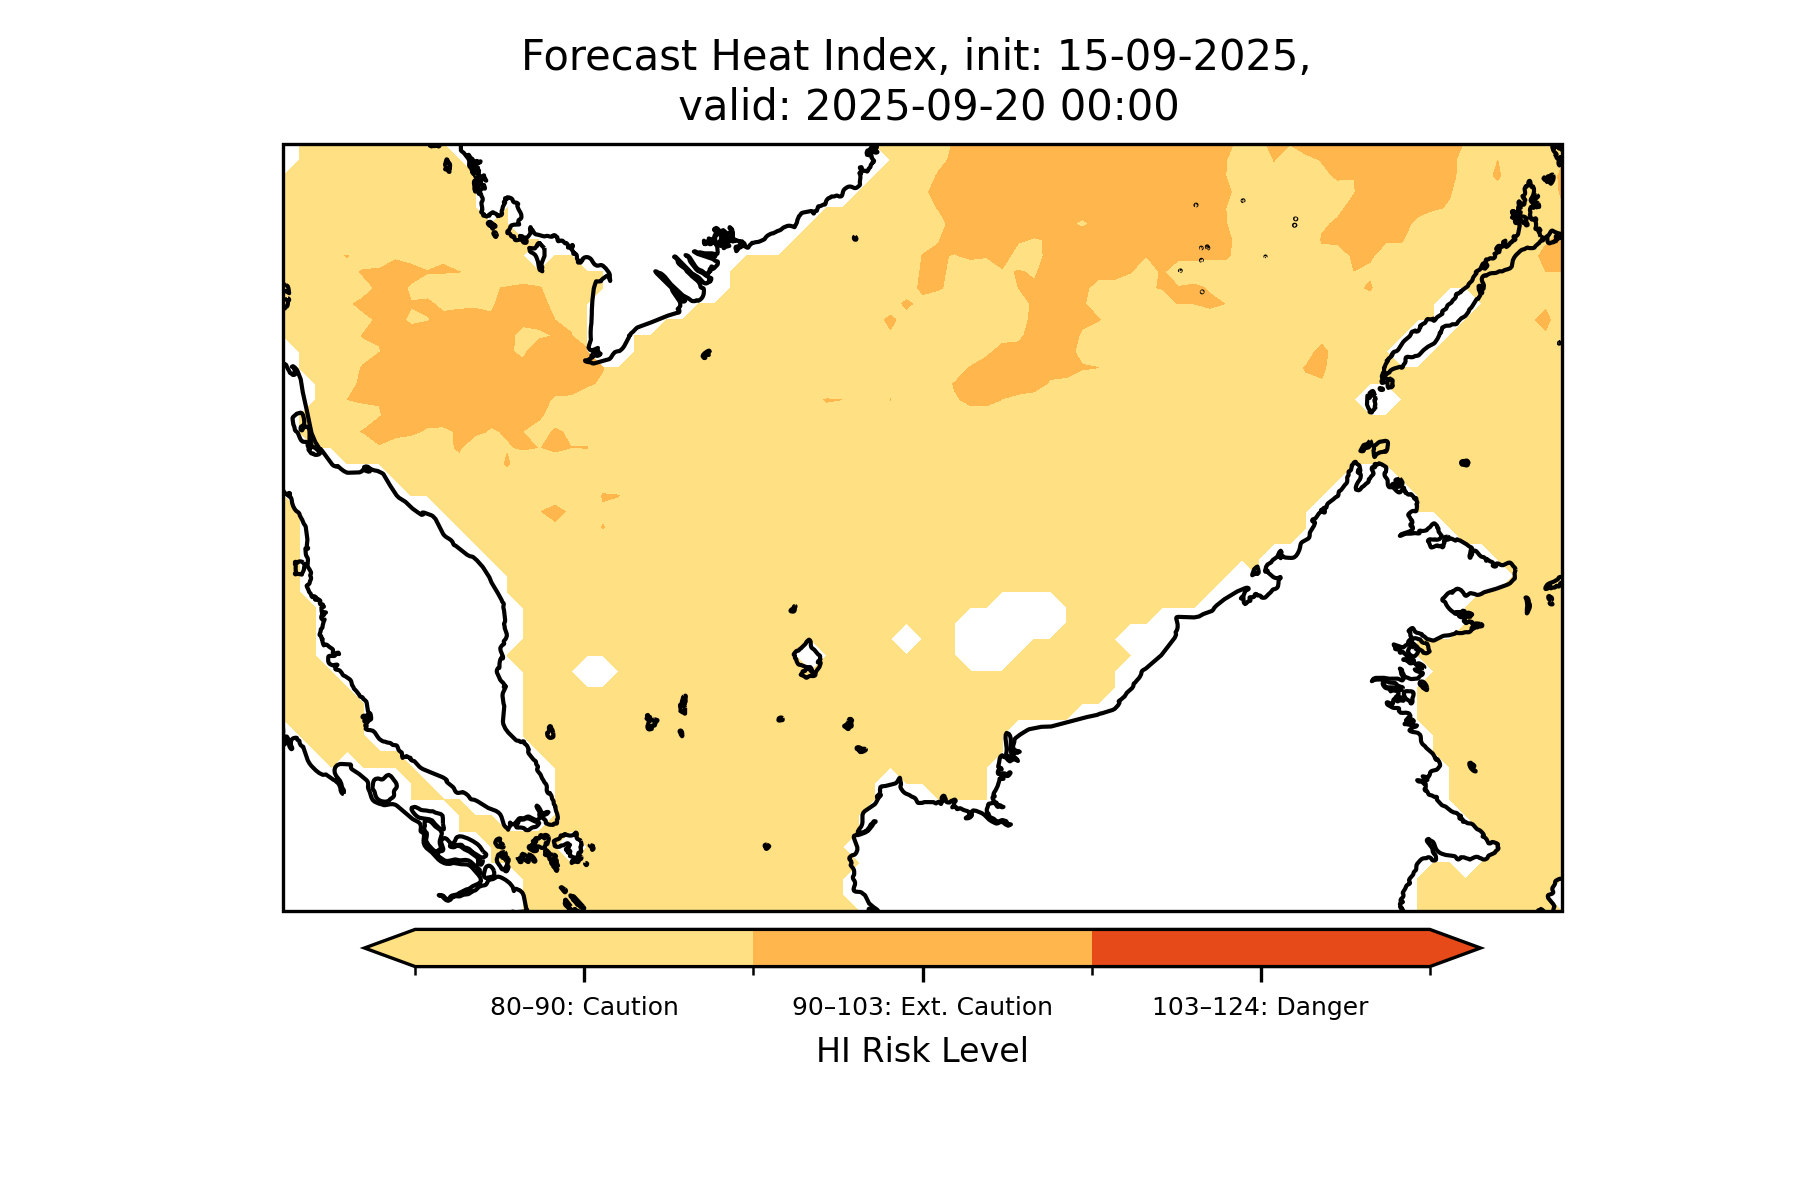 Forecast Heat Index, init: 15-09-2025,
valid: 2025-09-20 00:00
80–90: Caution
90–103: Ext. Caution
103–124: Danger
HI Risk Level